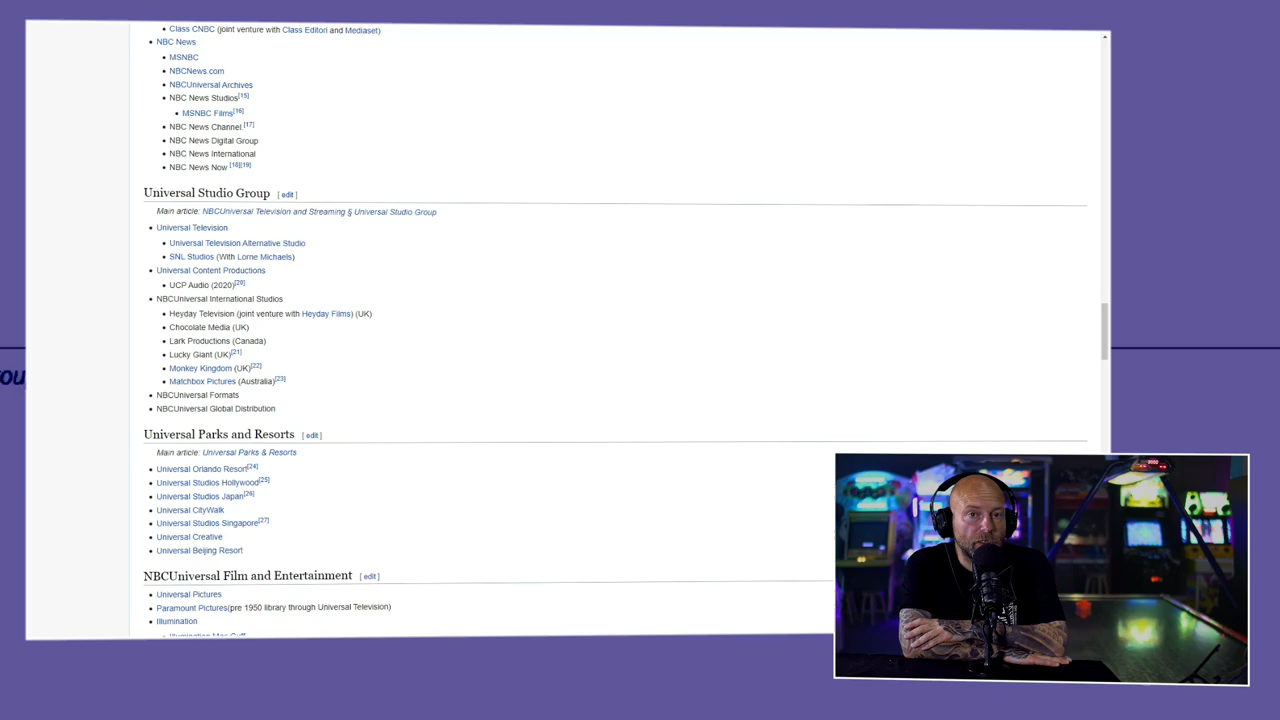 Class CNBC (joint venture with Class Editori and Mediaset)
NBC News
MSNBC
NBCNews.com
NBCUniversal Archives
NBC News Studios[15]
MSNBC Films[16]
NBC News Channel [17]
NBC News Digital Group
NBC News International
NBC News Now [18][19]
Universal Studio Group [ edit ]
Main article: NBCUniversal Television and Streaming § Universal Studio Group
Universal Television
Universal Television Alternative Studio
SNL Studios (With Lorne Michaels)
Universal Content Productions
UCP Audio (2020)[20]
NBCUniversal International Studios
Heyday Television (joint venture with Heyday Films) (UK)
Chocolate Media (UK)
Lark Productions (Canada)
Lucky Giant (UK)[21]
Monkey Kingdom (UK)[22]
Matchbox Pictures (Australia)[23]
NBCUniversal Formats
NBCUniversal Global Distribution
Universal Parks and Resorts [ edit ]
Main article: Universal Parks & Resorts
Universal Orlando Resort[24]
Universal Studios Hollywood[25]
Universal Studios Japan[26]
Universal CityWalk
Universal Studios Singapore[27]
Universal Creative
Universal Beijing Resort
NBCUniversal Film and Entertainment [ edit ]
Universal Pictures
Paramount Pictures(pre 1950 library through Universal Television)
Illumination
Illumination Mac Guff